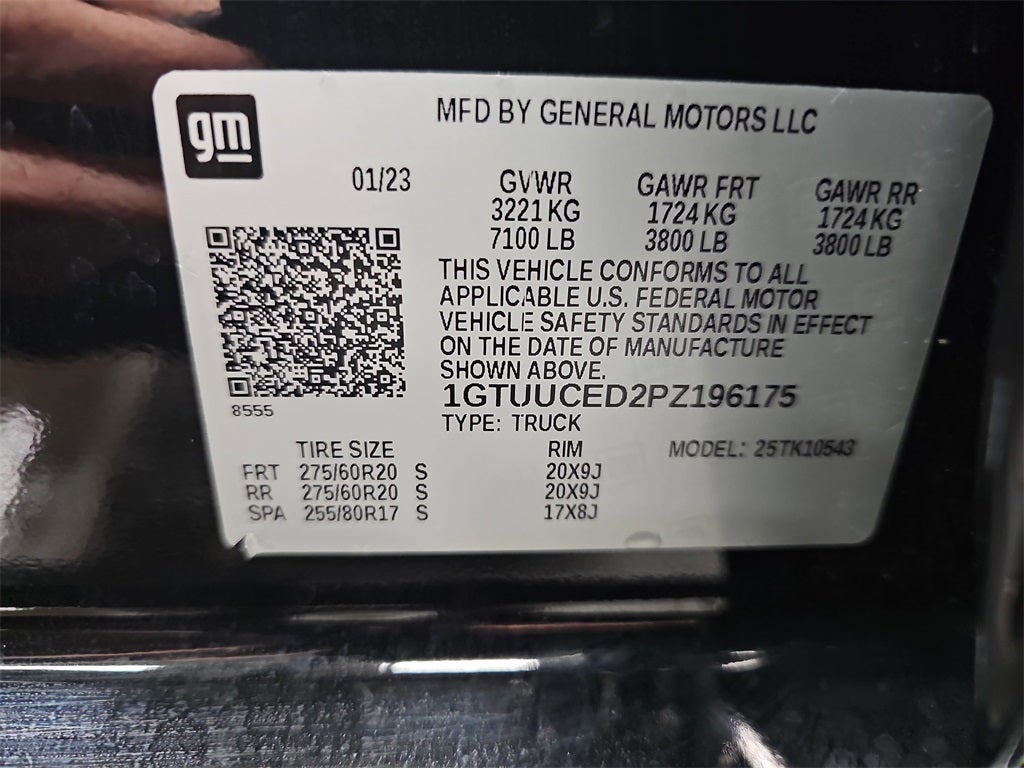 gm
MFD BY GENERAL MOTORS LLC
01/23 GVWR GAWR FRT GAWR RR
3221 KG 1724 KG 1724 KG
7100 LB 3800 LB 3800 LB
THIS VEHICLE CONFORMS TO ALL
APPLICABLE U.S. FEDERAL MOTOR
VEHICLE SAFETY STANDARDS IN EFFECT
ON THE DATE OF MANUFACTURE
SHOWN ABOVE.
1GTUUCED2PZ196175
8555
TYPE: TRUCK
TIRE SIZE RIM MODEL: 25TK10543
FRT 275/60R20 S 20X9J
RR 275/60R20 S 20X9J
SPA 255/80R17 S 17X8J